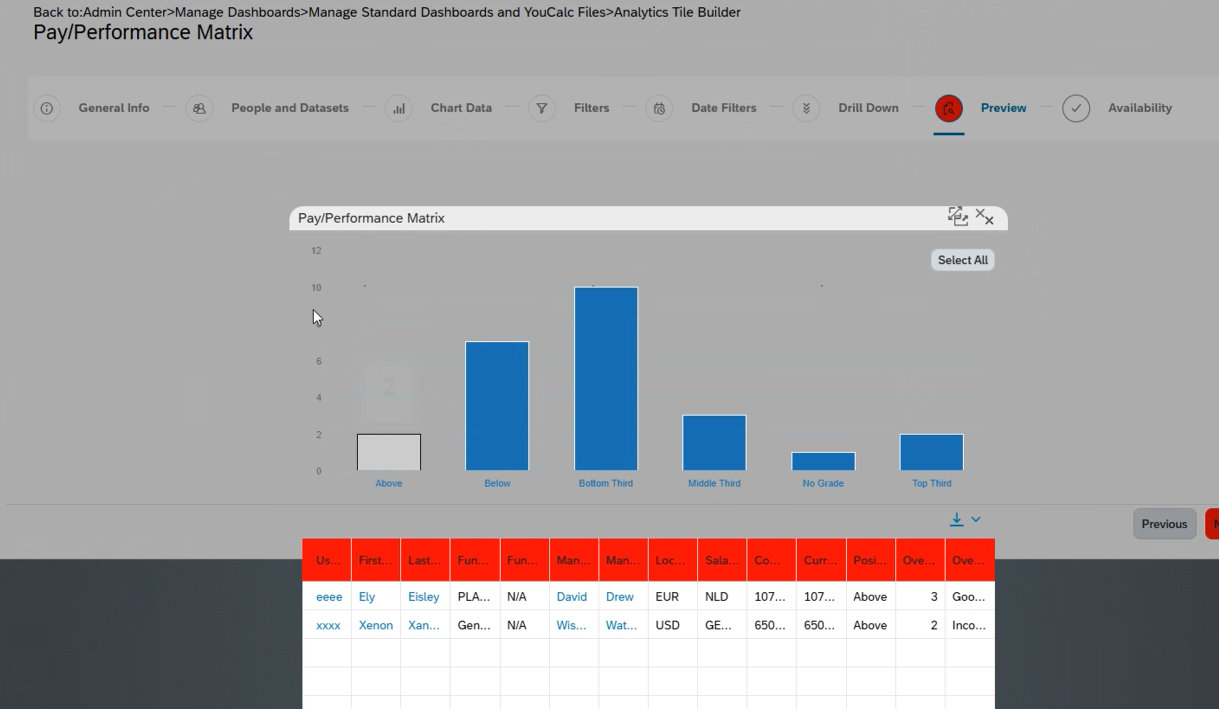 Back to:Admin Center>Manage Dashboards>Manage Standard Dashboards and YouCalc Files>Analytics Tile Builder
Pay/Performance Matrix
General Info People and Datasets Chart Data Filters Date Filters Drill Down Preview Availability
Pay/Performance Matrix
Select All
12
10
6
4
2
0
2
Above Below Bottom Third Middle Third No Grade Top Third
Previous
Us... First... Last... Fun... Fun... Man... Man... Loc... Sala... Co... Curr... Posi... Ove... Ove...
eeee Ely Eisley PLA... N/A David Drew EUR NLD 107... 107... Above 3 Goo...
xxxx Xenon Xan... Gen... N/A Wis... Wat... USD GE... 650... 650... Above 2 Inco...